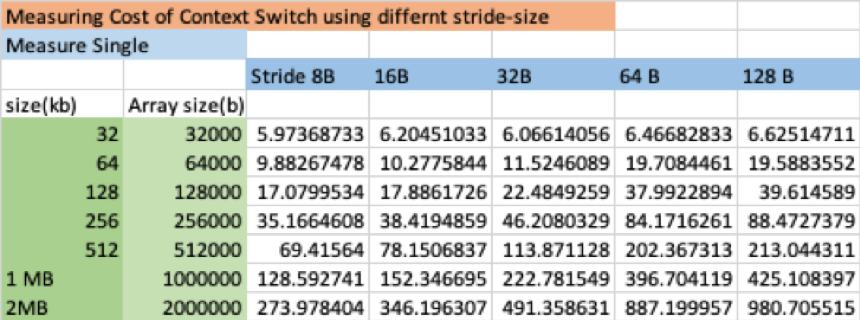 Measuring Cost of Context Switch using differnt stride-size
Measure Single
Stride 8B 16B 32B 64 B 128 B
size(kb) Array size(b)
32 32000 5.97368733 6.20451033 6.06614056 6.46682833 6.62514711
64 64000 9.88267478 10.2775844 11.5246089 19.7084461 19.5883552
128 128000 17.0799534 17.8861726 22.4849259 37.9922894 39.614589
256 256000 35.1664608 38.4194859 46.2080329 84.1716261 88.4727379
512 512000 69.41564 78.1506837 113.871128 202.367313 213.044311
1 MB 1000000 128.592741 152.346695 222.781549 396.704119 425.108397
2MB 2000000 273.978404 346.196307 491.358631 887.199957 980.705515